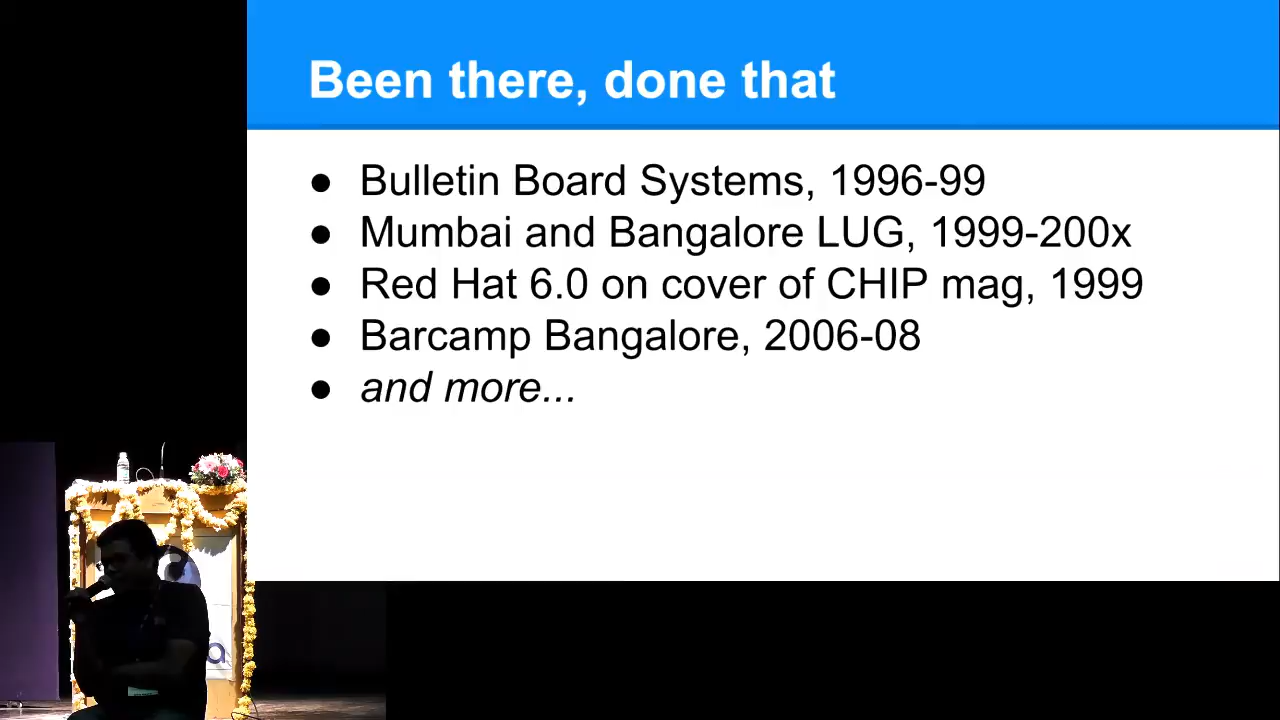 Been there, done that
● Bulletin Board Systems, 1996-99
● Mumbai and Bangalore LUG, 1999-200x
● Red Hat 6.0 on cover of CHIP mag, 1999
● Barcamp Bangalore, 2006-08
● and more...